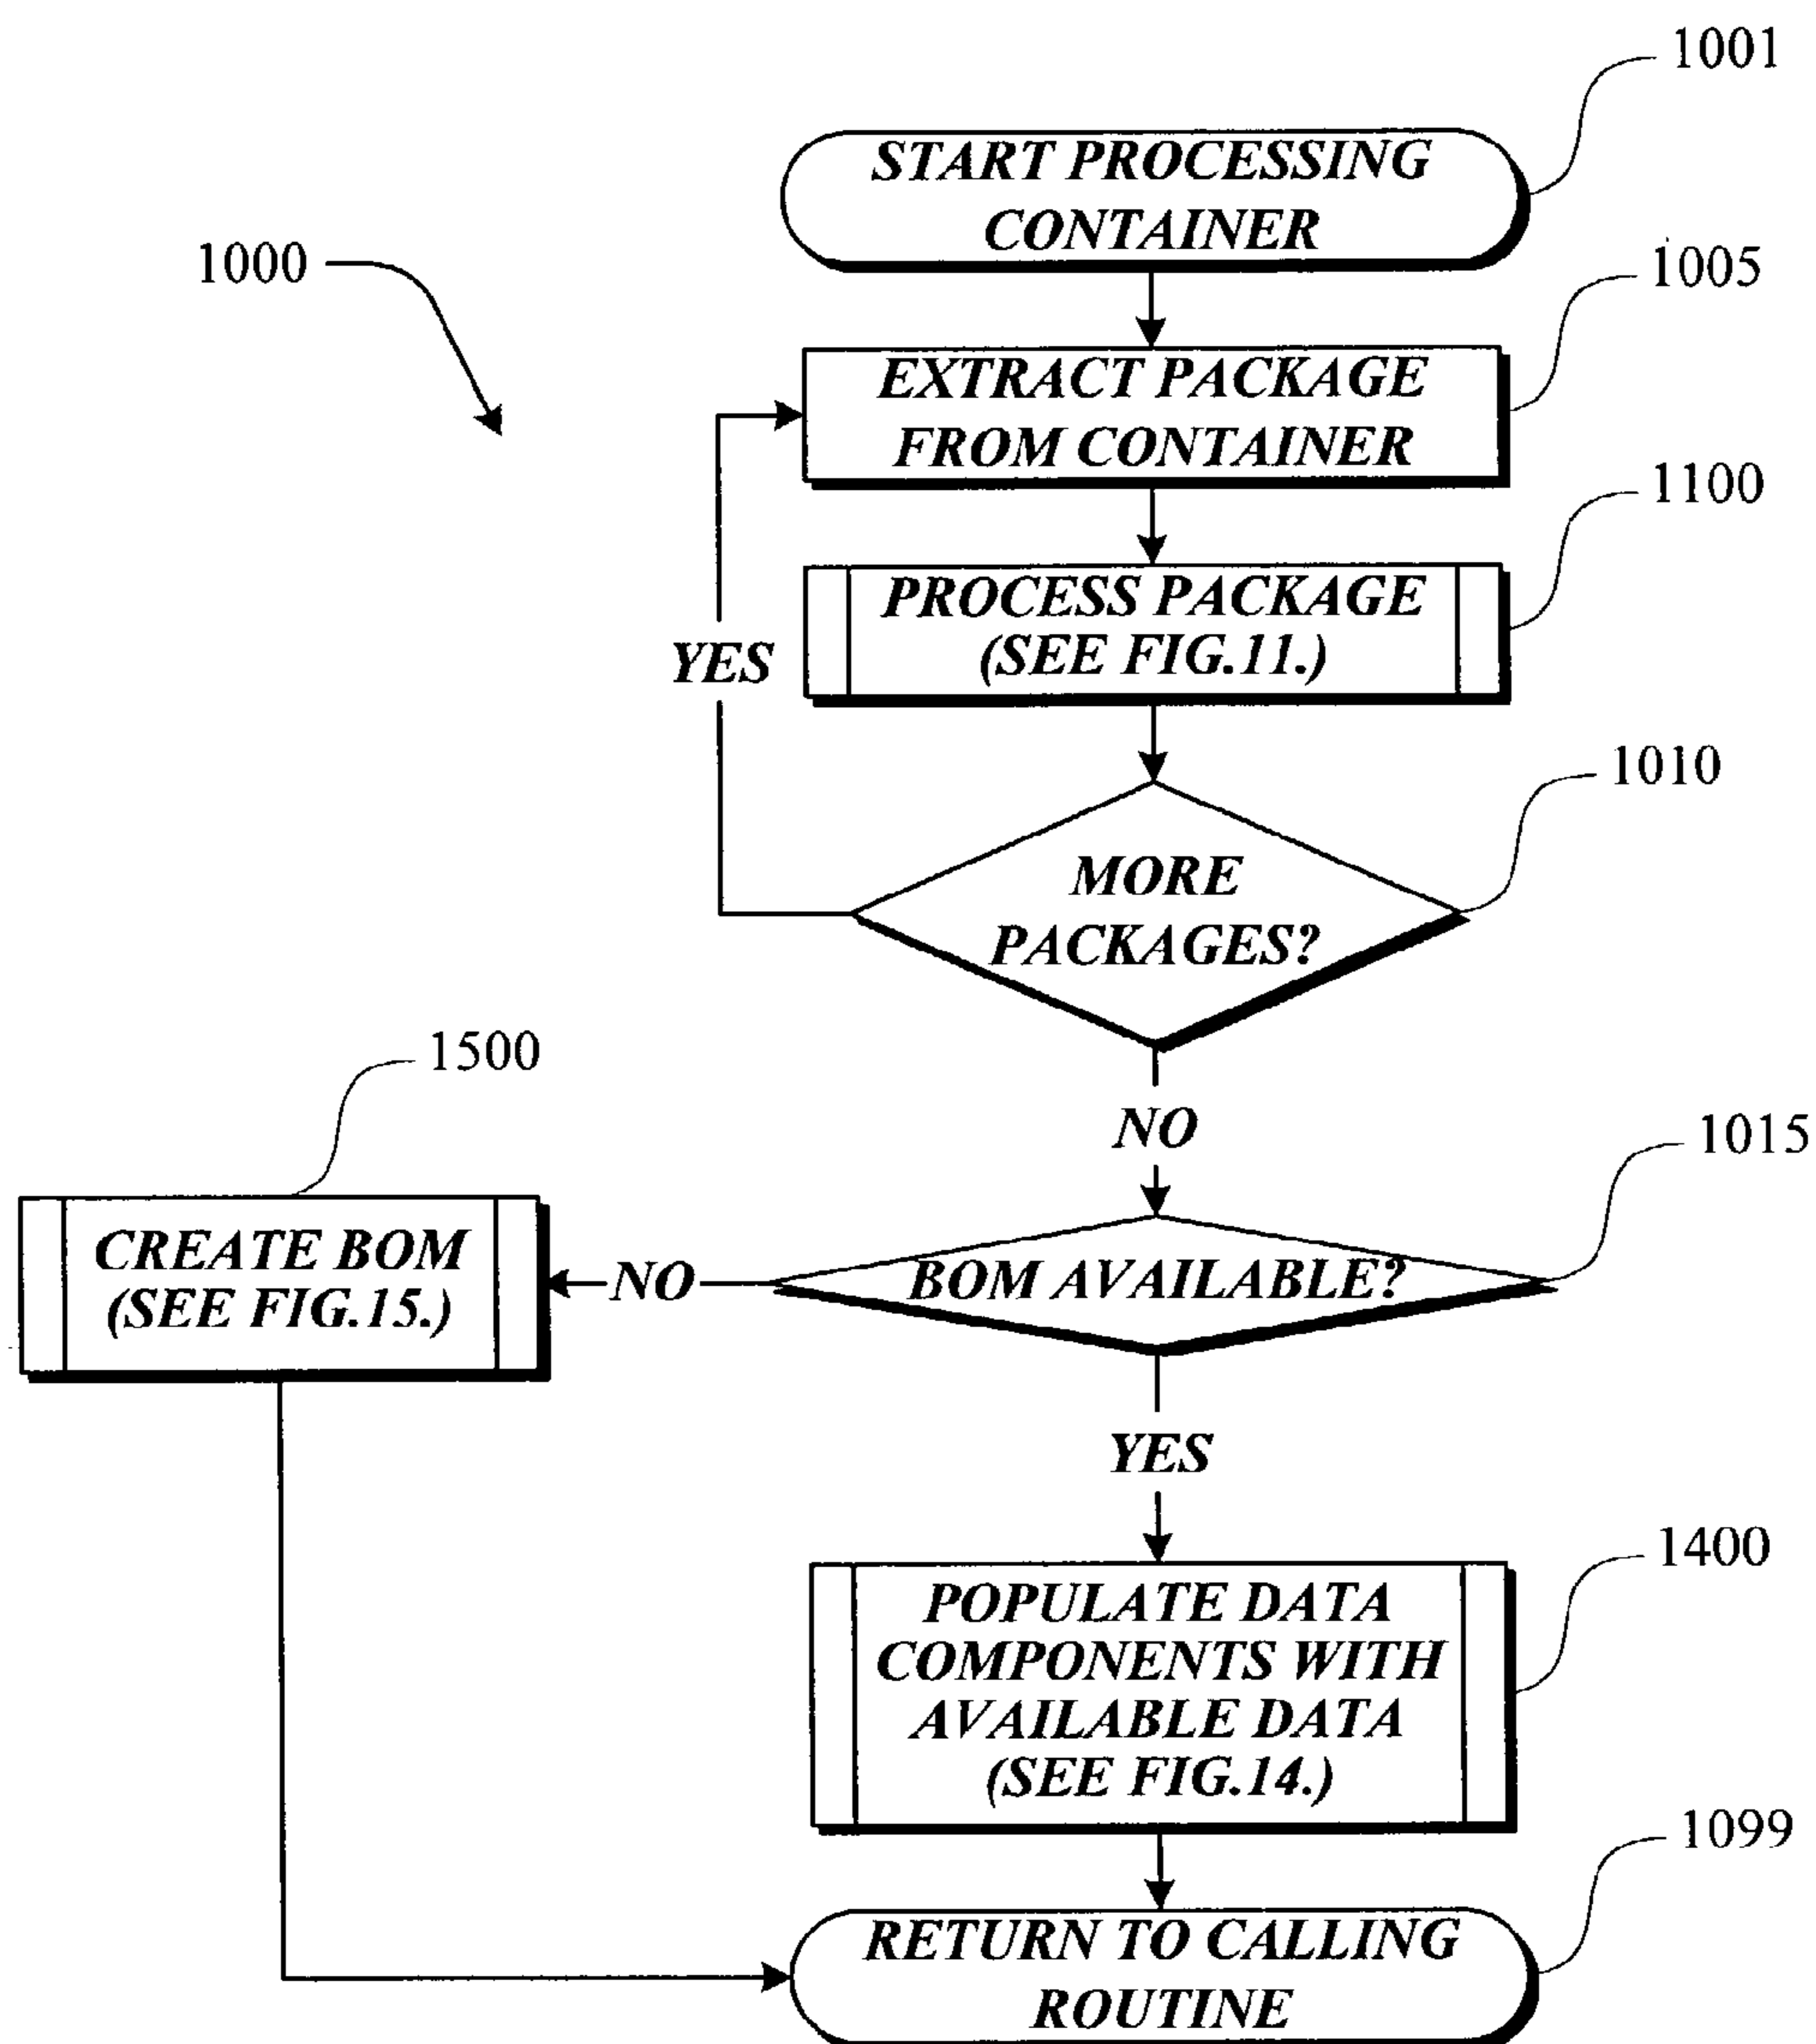 1001
START PROCESSING
CONTAINER
1000
1005
EXTRACT PACKAGE
FROM CONTAINER
1100
PROCESS PACKAGE
(SEE FIG.11.)
YES
1010
MORE
PACKAGES?
1500
NO
1015
CREATE BOM
(SEE FIG.15.)
NO
BOM AVAILABLE?
YES
1400
POPULATE DATA
COMPONENTS WITH
AVAILABLE DATA
(SEE FIG.14.)
1099
RETURN TO CALLING
ROUTINE